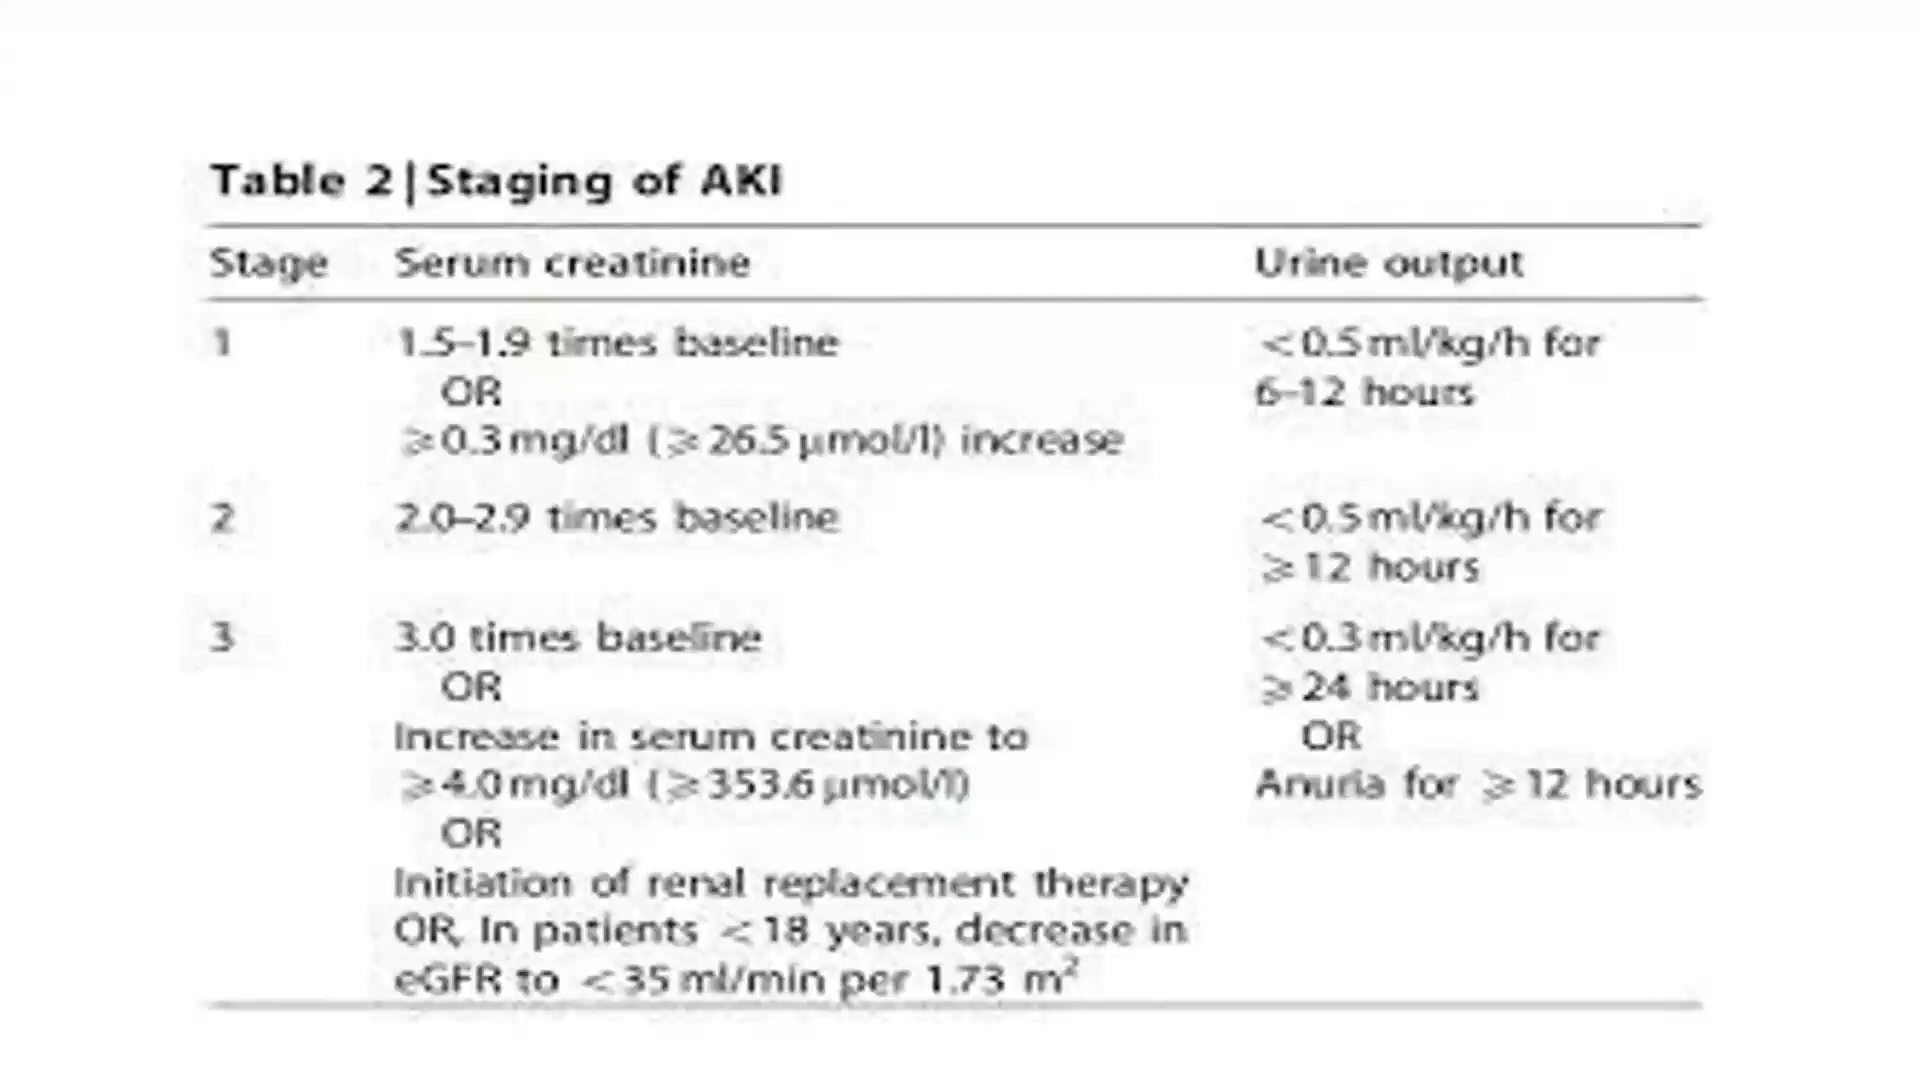 Table 2 | Staging of AKI
Stage Serum creatinine Urine output
1 1.5–1.9 times baseline <0.5 ml/kg/h for
OR 6–12 hours
≥0.3 mg/dl (≥26.5 μmol/l) increase
2 2.0–2.9 times baseline <0.5 ml/kg/h for
≥12 hours
3 3.0 times baseline <0.3 ml/kg/h for
OR ≥24 hours
Increase in serum creatinine to OR
≥4.0 mg/dl (≥353.6 μmol/l) Anuria for ≥12 hours
OR
Initiation of renal replacement therapy
OR, In patients <18 years, decrease in
eGFR to <35 ml/min per 1.73 m²